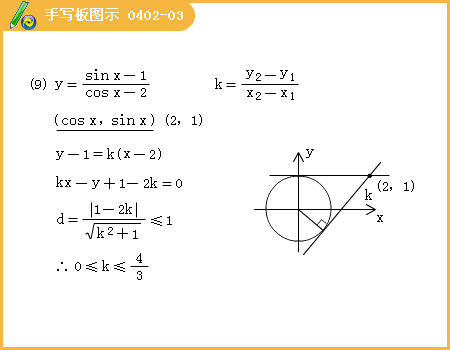 手写板图示 0402-03
(9) y = (sin x - 1)/(cos x - 2)    k = (y₂ - y₁)/(x₂ - x₁)
(cos x, sin x) (2, 1)
y - 1 = k(x - 2)
kx - y + 1 - 2k = 0
d = |1 - 2k|/√(k² + 1) ≤ 1
∴ 0 ≤ k ≤ 4/3
y
(2, 1)
k
x